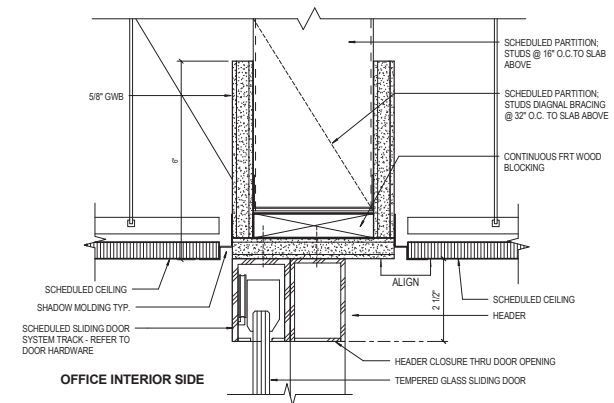 SCHEDULED PARTITION;
STUDS @ 16" O.C.TO SLAB
ABOVE
5/8" GWB
SCHEDULED PARTITION;
STUDS DIAGNAL BRACING
@ 32" O.C. TO SLAB ABOVE
6"
CONTINUOUS FRT WOOD
BLOCKING
SCHEDULED CEILING
ALIGN
SCHEDULED CEILING
SHADOW MOLDING TYP.
2 1/2"
HEADER
SCHEDULED SLIDING DOOR
SYSTEM TRACK - REFER TO
DOOR HARDWARE
HEADER CLOSURE THRU DOOR OPENING
OFFICE INTERIOR SIDE
TEMPERED GLASS SLIDING DOOR